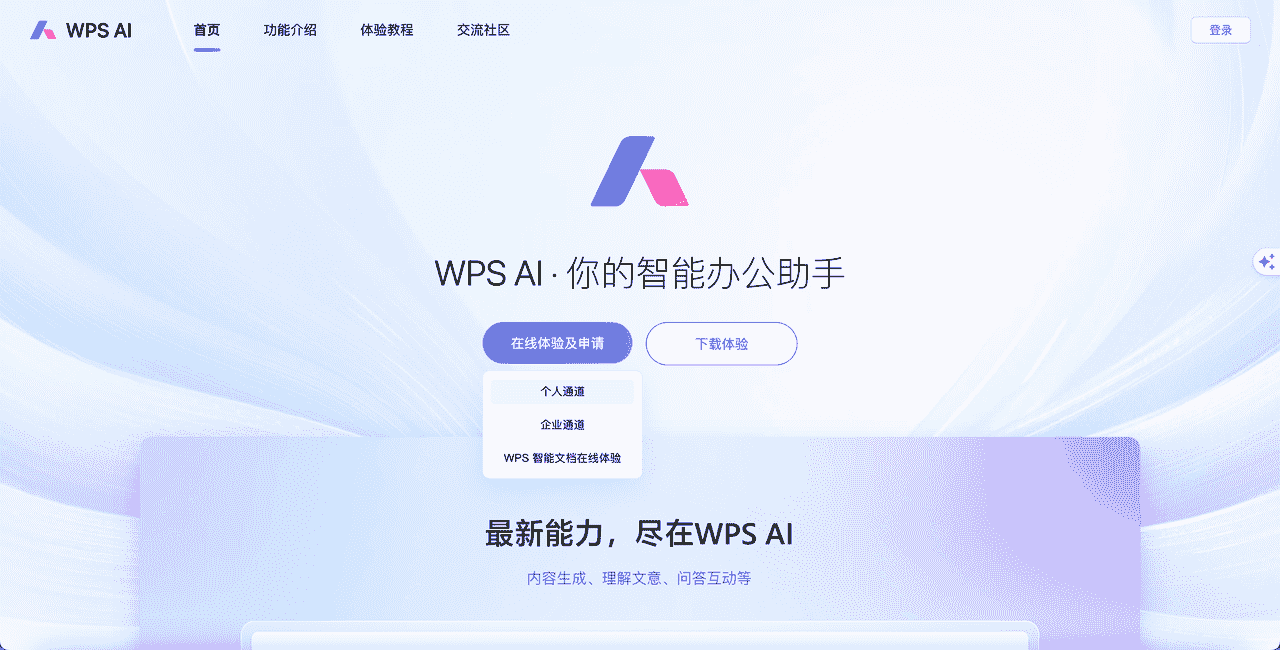 WPS AI 首页 功能介绍 体验教程 交流社区 登录
WPS AI · 你的智能办公助手
在线体验及申请 下载体验
个人通道
企业通道
WPS 智能文档在线体验
最新能力，尽在WPS AI
内容生成、理解文意、问答互动等